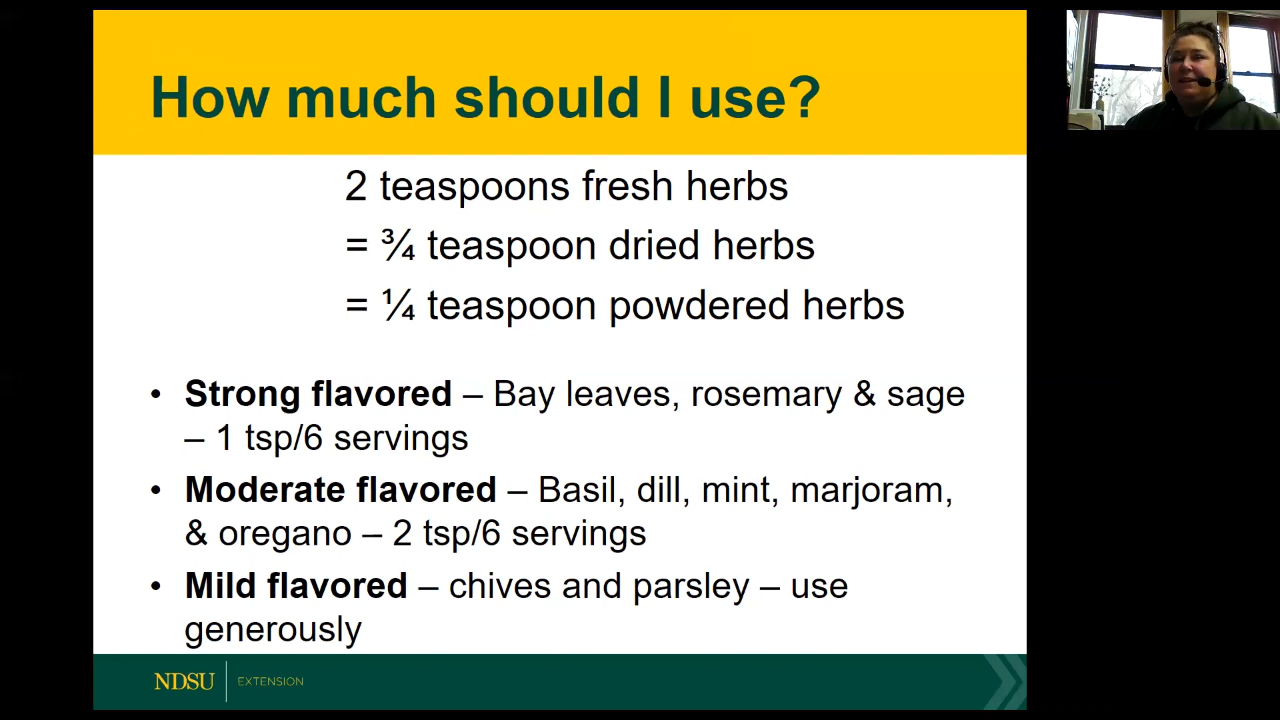 How much should I use?
2 teaspoons fresh herbs
= ¾ teaspoon dried herbs
= ¼ teaspoon powdered herbs
• Strong flavored – Bay leaves, rosemary & sage
– 1 tsp/6 servings
• Moderate flavored – Basil, dill, mint, marjoram,
& oregano – 2 tsp/6 servings
• Mild flavored – chives and parsley – use
generously
NDSU EXTENSION